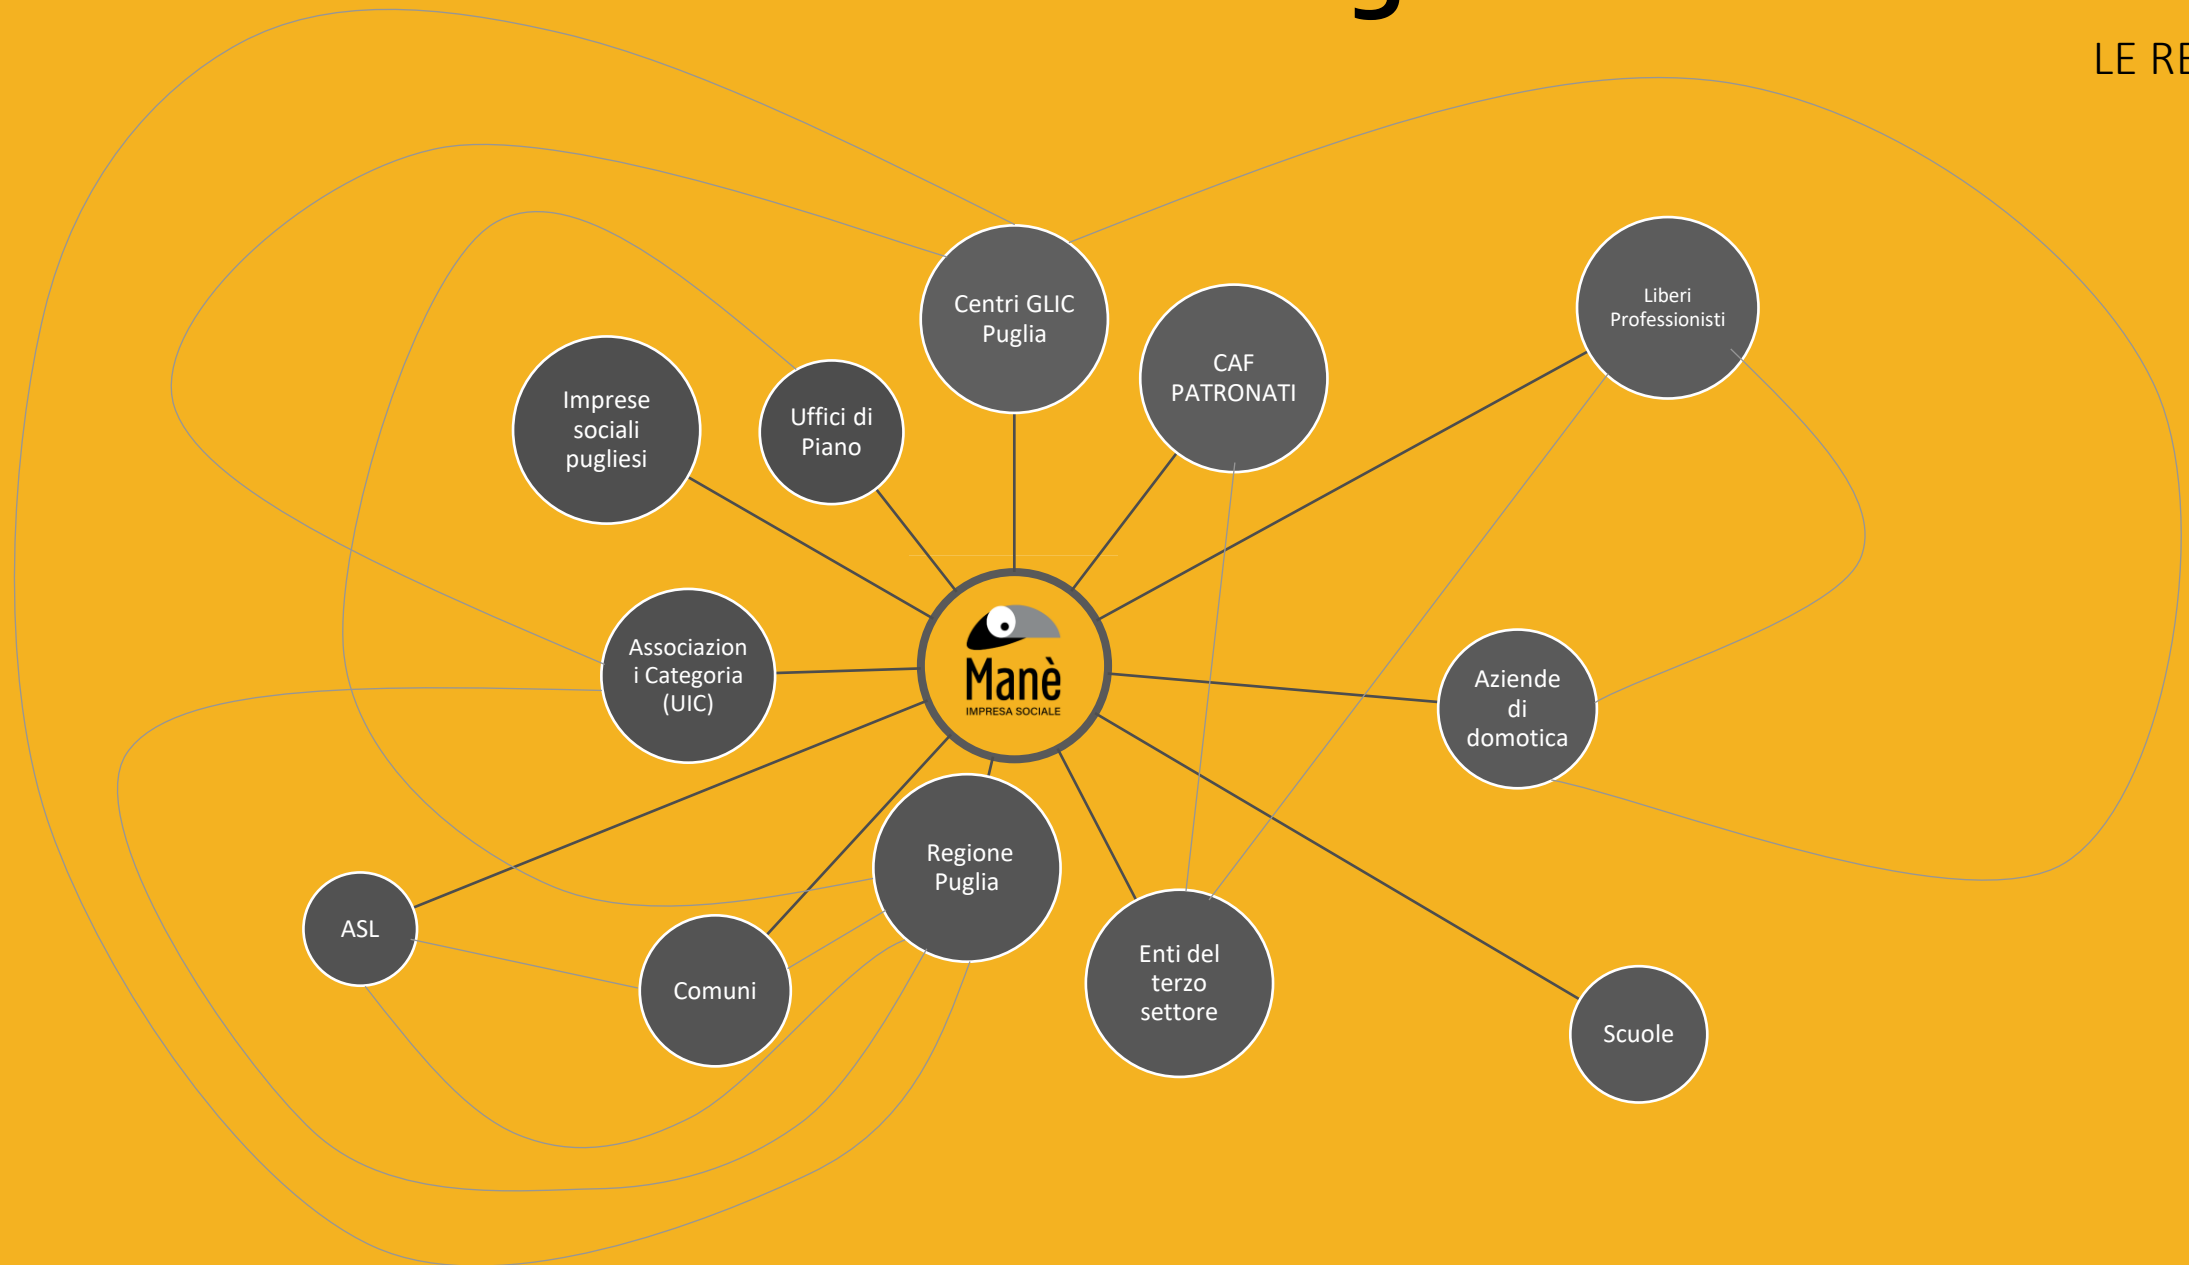 LE RE
Centri GLIC
Puglia
Liberi
Professionisti
CAF
PATRONATI
Imprese
sociali
pugliesi
Uffici di
Piano
Associazion
i Categoria
(UIC)
Manè
IMPRESA SOCIALE
Aziende
di
domotica
Regione
Puglia
ASL
Comuni
Enti del
terzo
settore
Scuole